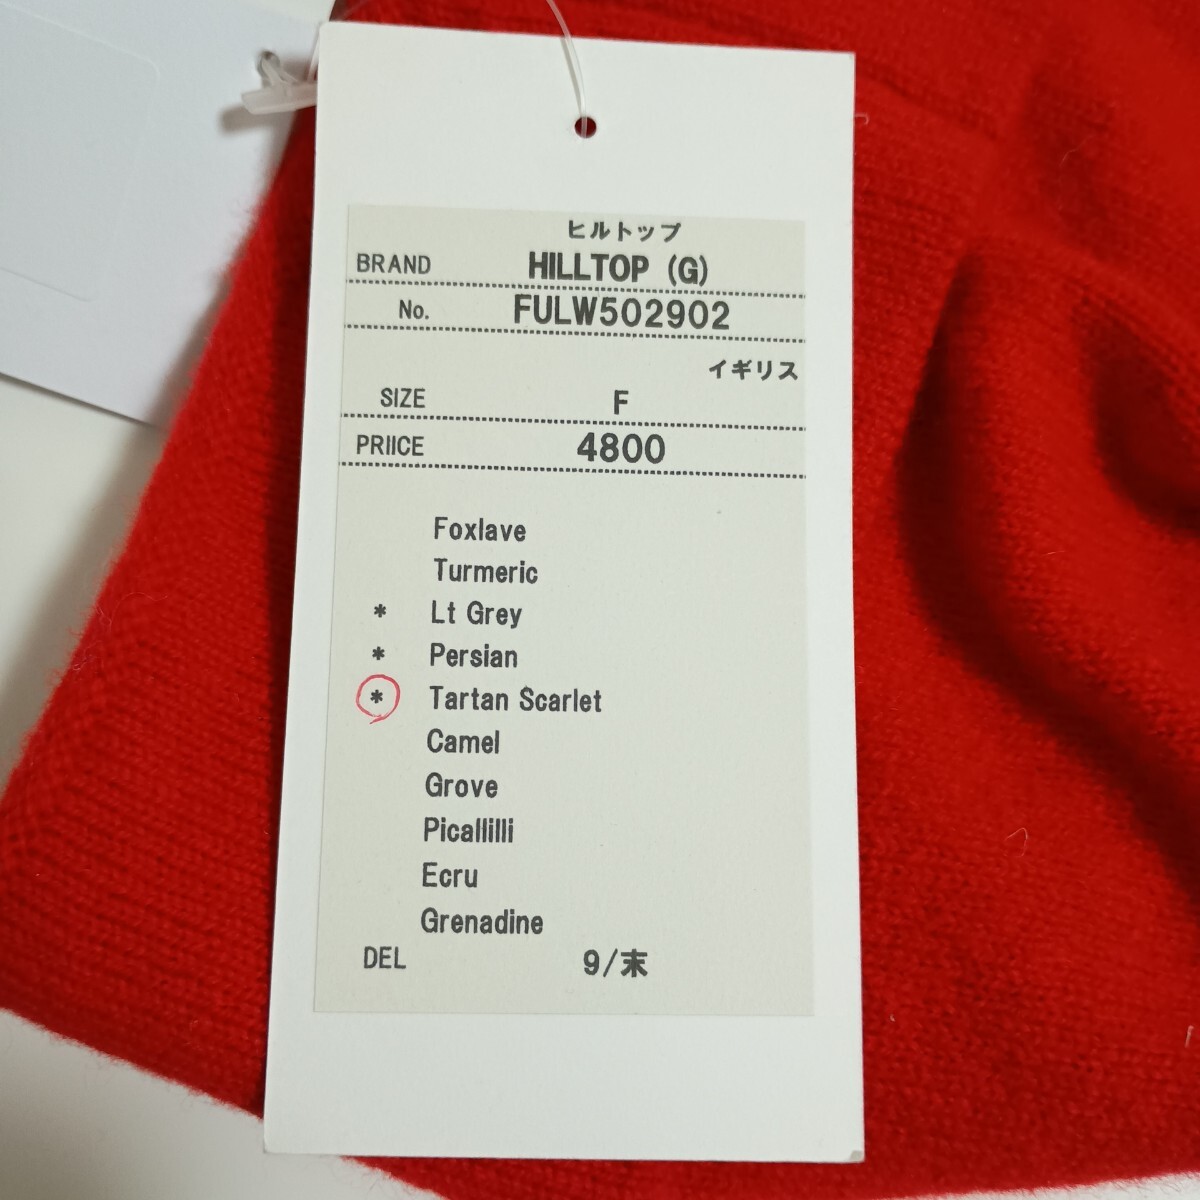 ヒルトップ
BRAND HILLTOP (G)
No. FULW502902
イギリス
SIZE F
PRIICE 4800
Foxlave
Turmeric
* Lt Grey
* Persian
* Tartan Scarlet
Camel
Grove
Picallilli
Ecru
Grenadine
DEL 9/末